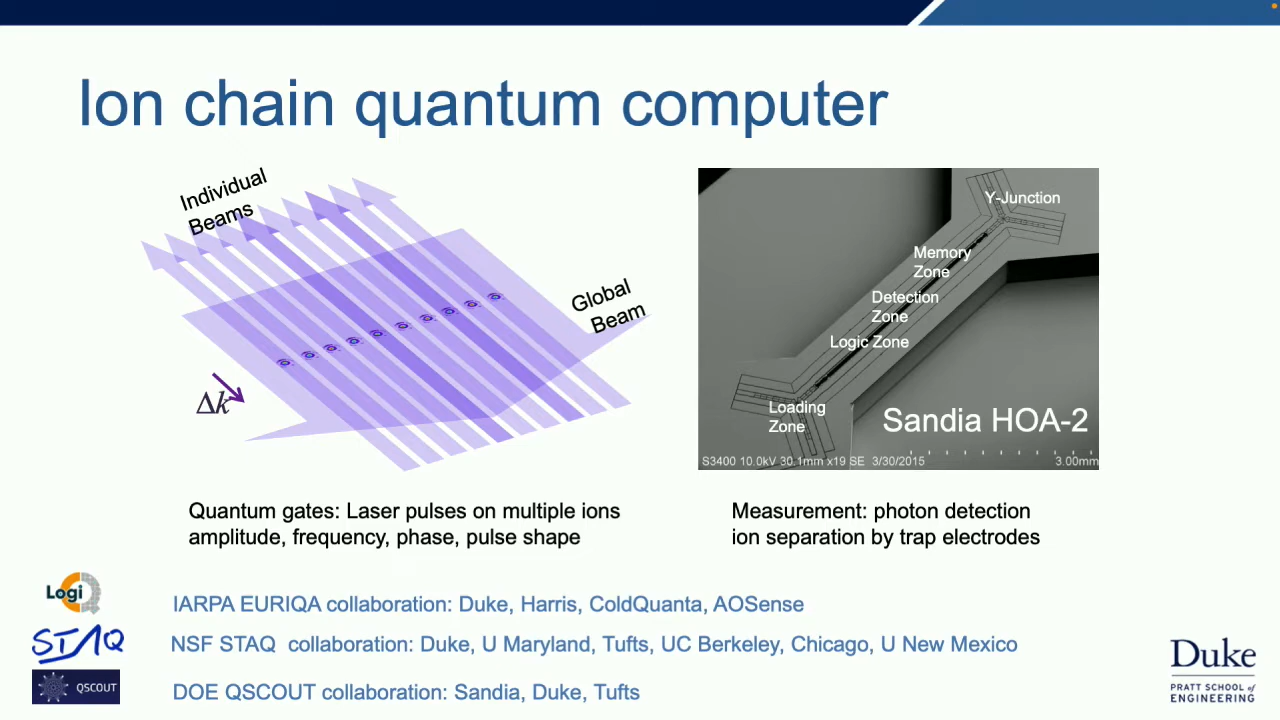 Ion chain quantum computer
Individual
Beams
Global
Beam
Δk
Y-Junction
Memory
Zone
Detection
Zone
Logic Zone
Loading
Zone
Sandia HOA-2
S3400 10.0kV 30.1mm x19 SE 3/30/2015
3.00mm
Quantum gates: Laser pulses on multiple ions
amplitude, frequency, phase, pulse shape
Measurement: photon detection
ion separation by trap electrodes
LogiQ
IARPA EURIQA collaboration: Duke, Harris, ColdQuanta, AOSense
STAQ
NSF STAQ collaboration: Duke, U Maryland, Tufts, UC Berkeley, Chicago, U New Mexico
QSCOUT
DOE QSCOUT collaboration: Sandia, Duke, Tufts
Duke
PRATT SCHOOL of
ENGINEERING